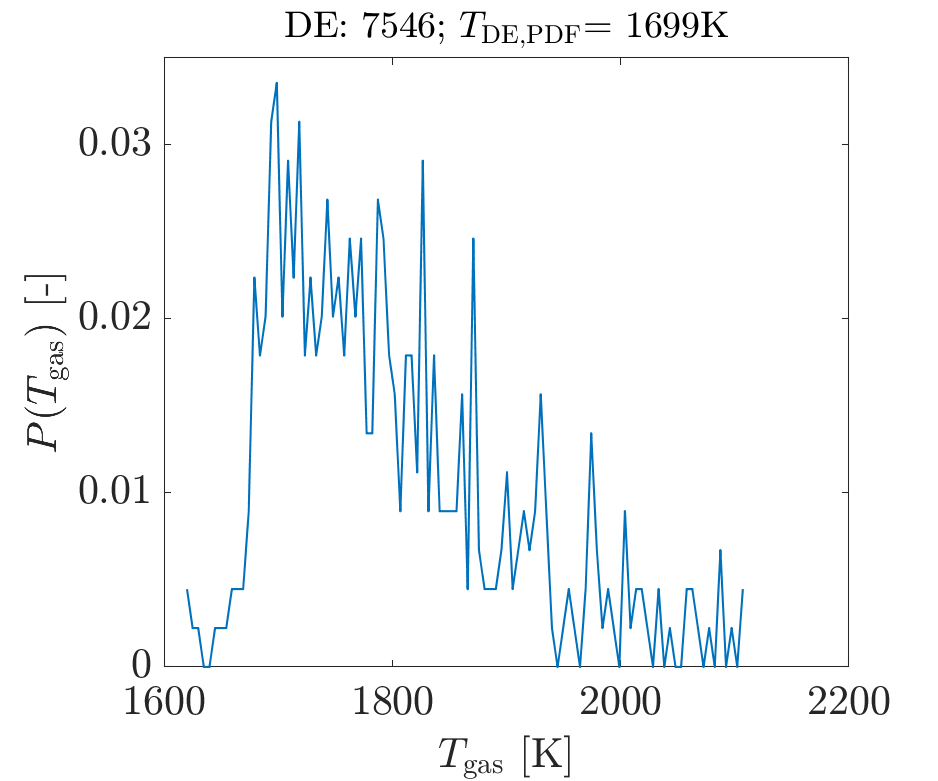 DE: 7546; T_DE,PDF= 1699K
P(T_gas) [-]
0.03
0.02
0.01
0
1600 1800 2000 2200
T_gas [K]